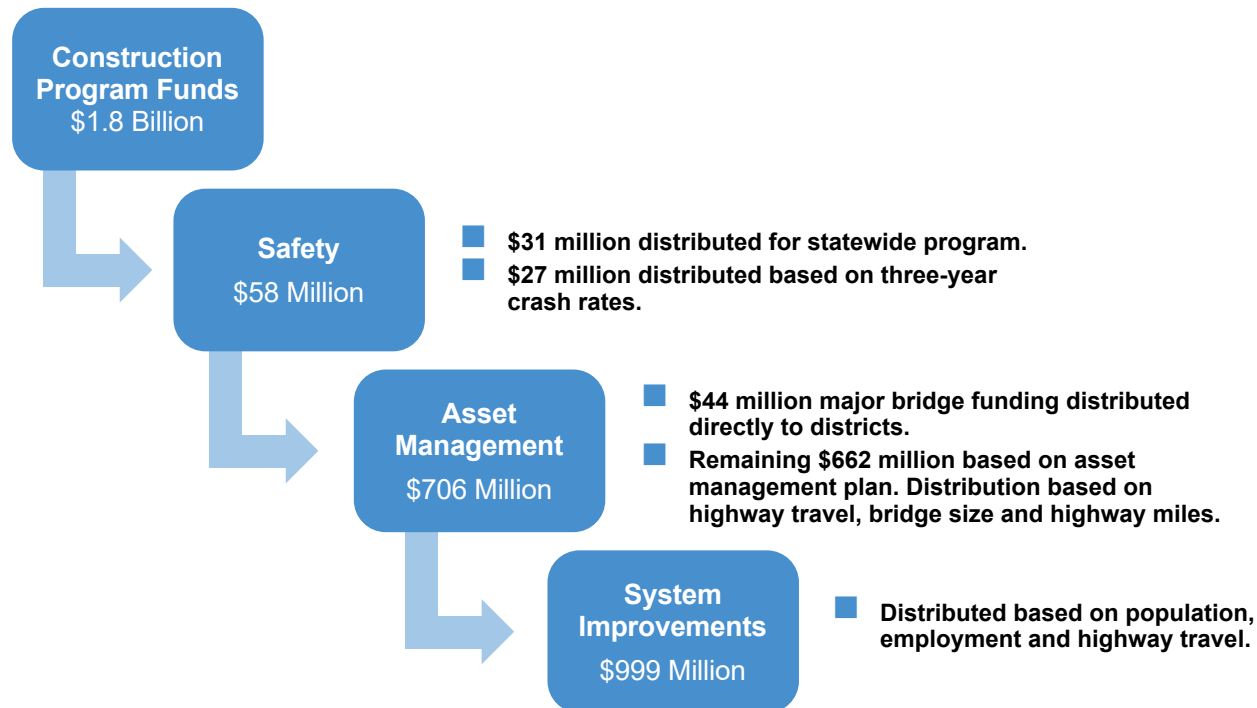 Construction
Program Funds
$1.8 Billion
Safety
$58 Million
$31 million distributed for statewide program.
$27 million distributed based on three-year
crash rates.
Asset
Management
$706 Million
$44 million major bridge funding distributed
directly to districts.
Remaining $662 million based on asset
management plan. Distribution based on
highway travel, bridge size and highway miles.
System
Improvements
$999 Million
Distributed based on population,
employment and highway travel.